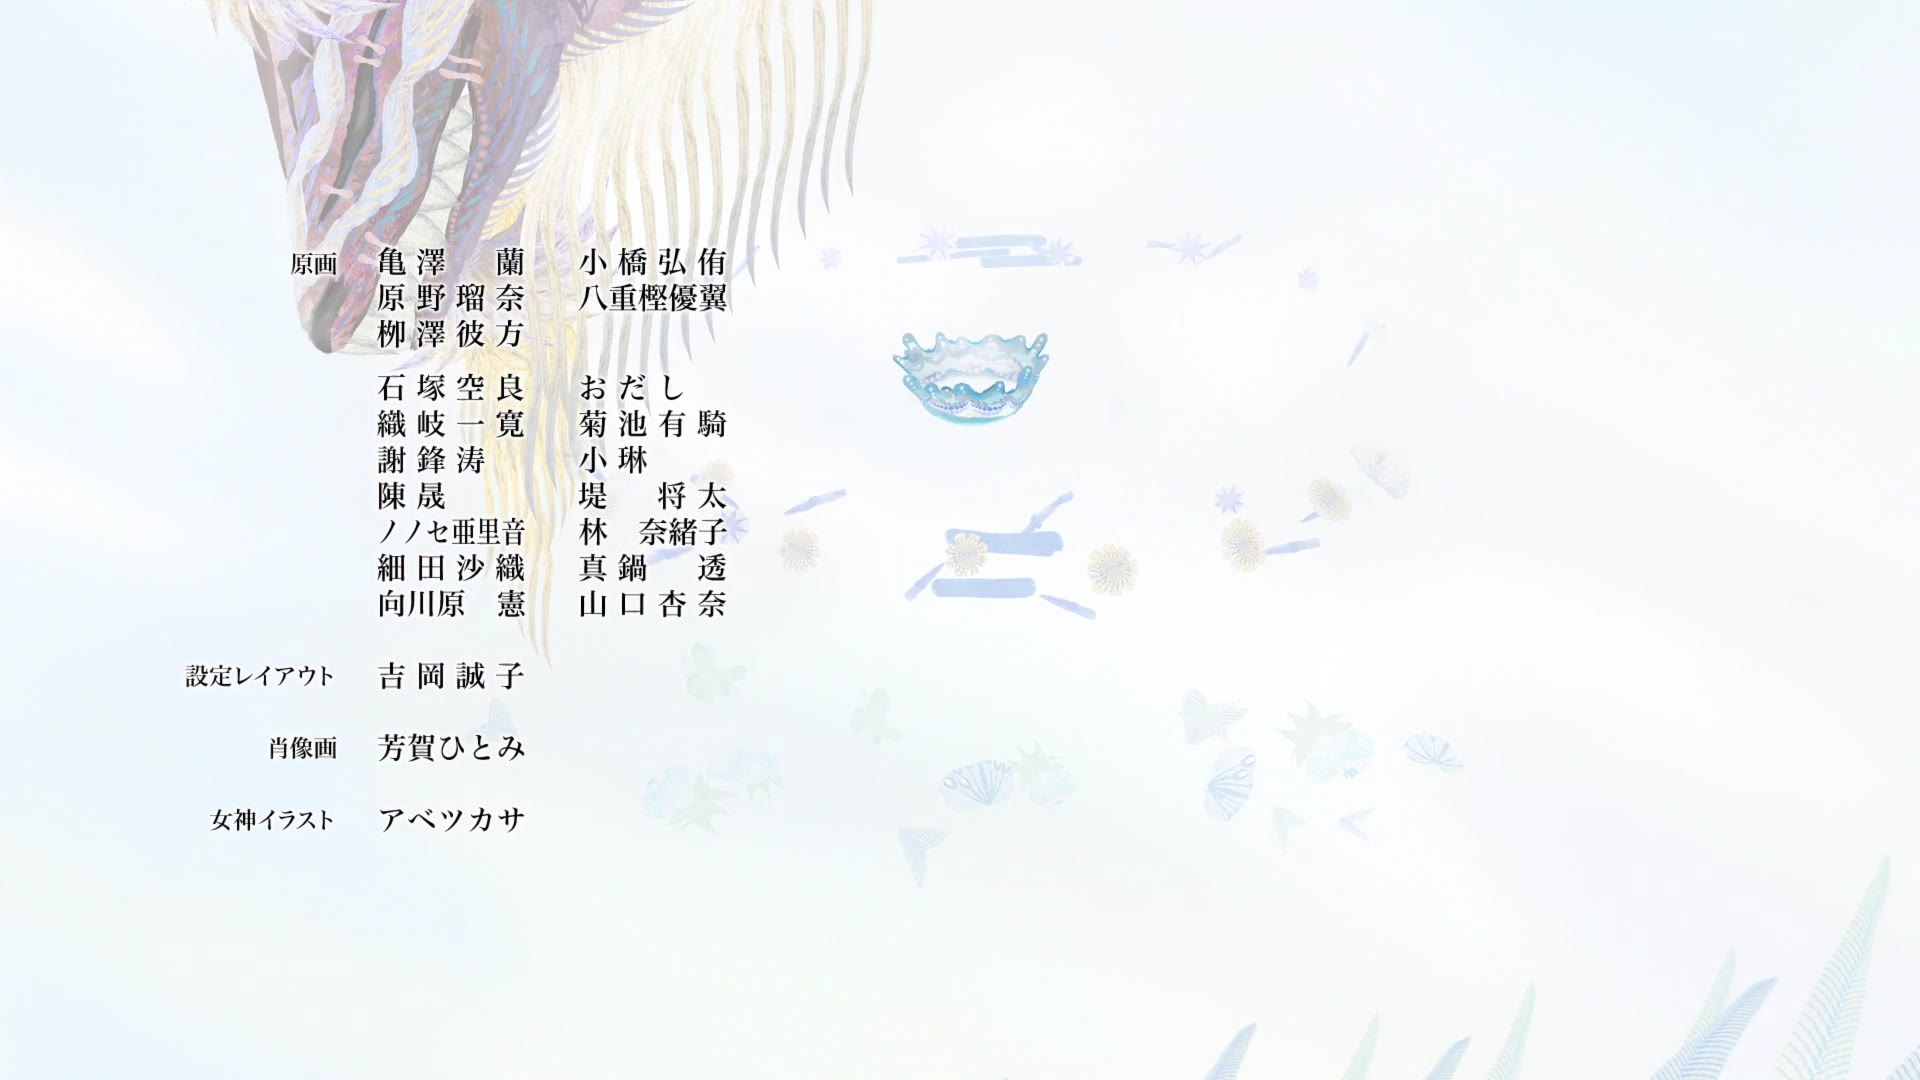 原画 亀澤 蘭 小橋弘侑
原野瑠奈 八重樫優翼
栁澤彼方
石塚空良 おだし
織岐一寛 菊池有騎
謝鋒涛 小琳
陳晟 堤 将太
ノノセ亜里音 林 奈緒子
細田沙織 真鍋 透
向川原 憲 山口杏奈
設定レイアウト 吉岡誠子
肖像画 芳賀ひとみ
女神イラスト アベツカサ